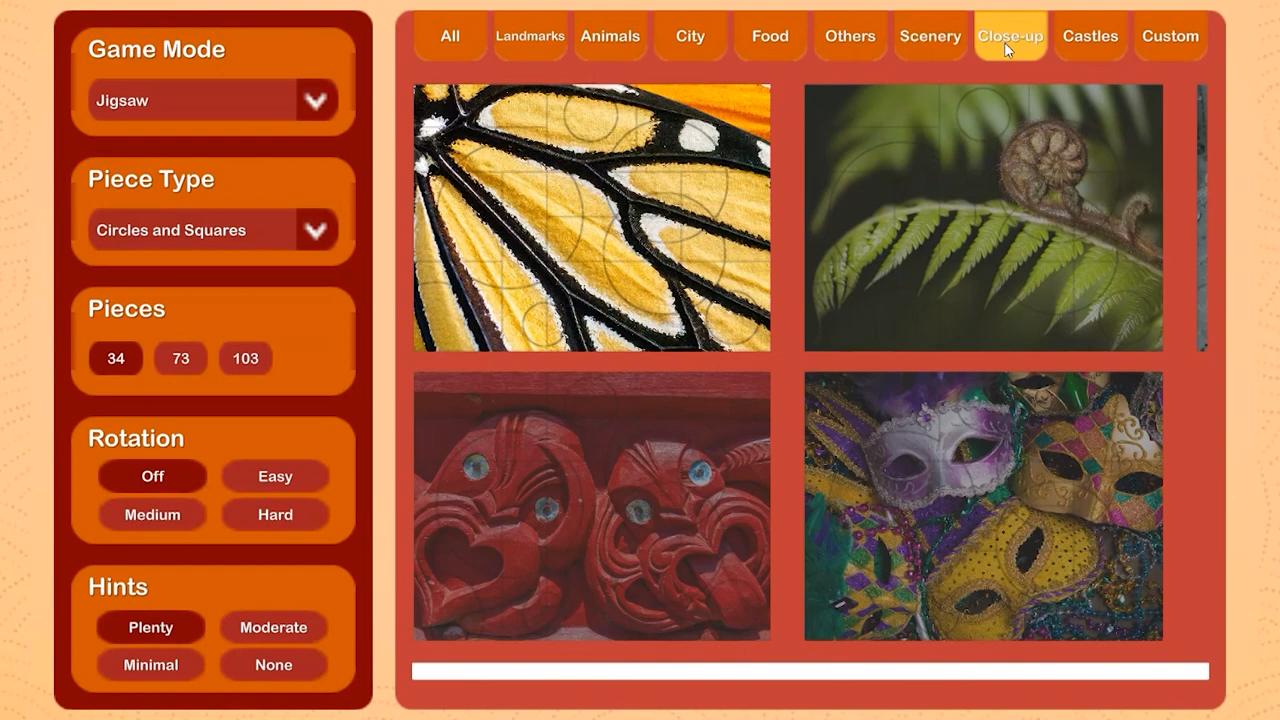 Game Mode
Jigsaw
Piece Type
Circles and Squares
Pieces
34 73 103
Rotation
Off Easy
Medium Hard
Hints
Plenty Moderate
Minimal None
All Landmarks Animals City Food Others Scenery Close-up Castles Custom